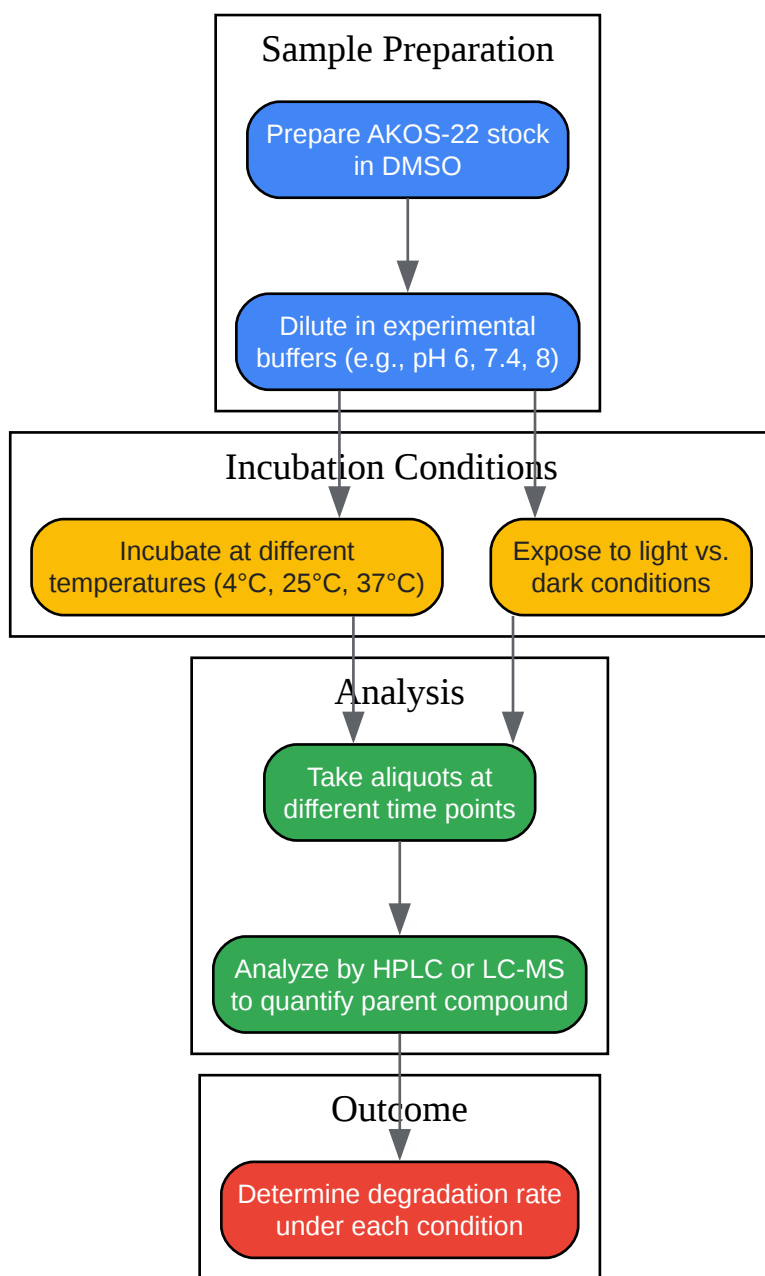 Sample Preparation
Prepare AKOS-22 stock
in DMSO
Dilute in experimental
buffers (e.g., pH 6, 7.4, 8)
Incubation Conditions
Incubate at different
temperatures (4°C, 25°C, 37°C)
Expose to light vs.
dark conditions
Analysis
Take aliquots at
different time points
Analyze by HPLC or LC-MS
to quantify parent compound
Outcome
Determine degradation rate
under each condition